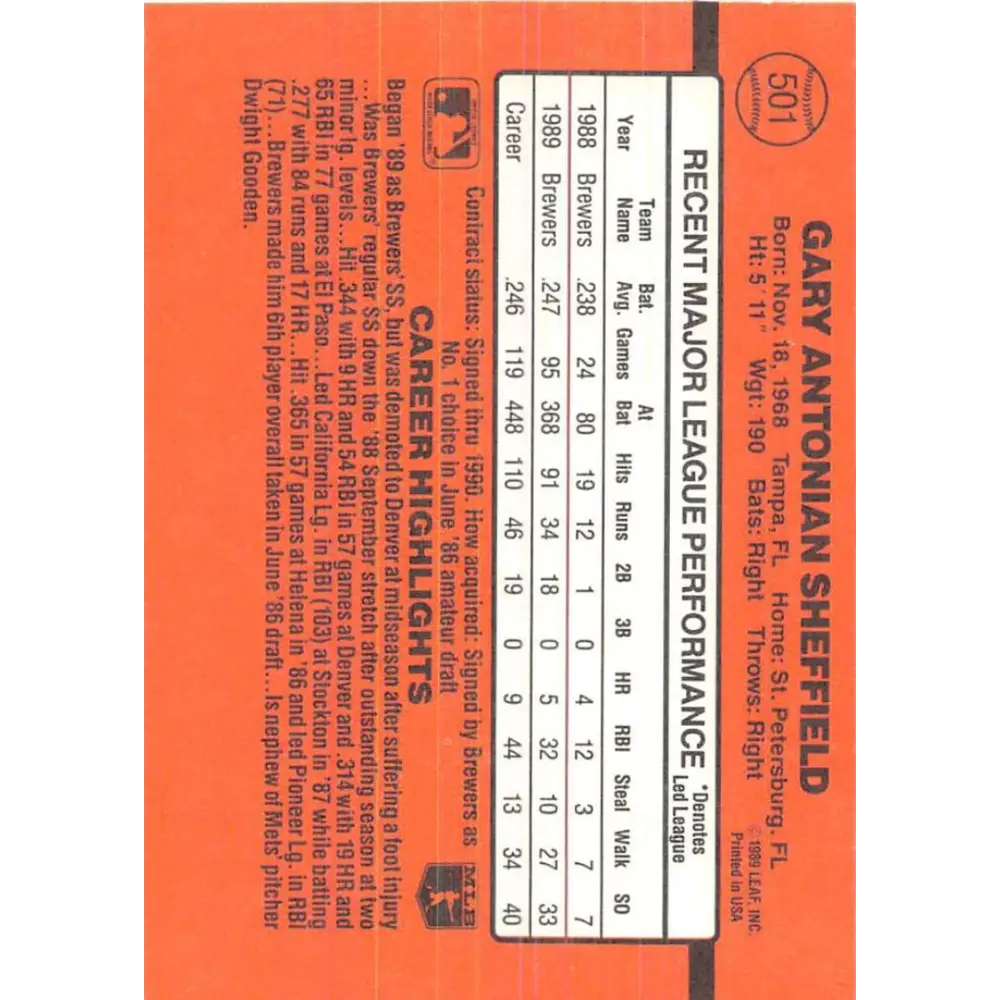 501
GARY ANTONIAN SHEFFIELD
Born: Nov. 18, 1968 Tampa, FL Home: St. Petersburg, FL
Ht: 5' 11" Wgt: 190 Bats: Right Throws: Right
© 1989 LEAF, INC.
Printed in USA
RECENT MAJOR LEAGUE PERFORMANCE *Denotes Led League
Year Team Name Bat. Avg. Games At Bat Hits Runs 2B 3B HR RBI Steal Walk SO
1988 Brewers .238 24 80 19 12 1 0 4 12 3 7 7
1989 Brewers .247 95 368 91 34 18 0 5 32 10 27 33
Career .246 119 448 110 46 19 0 9 44 13 34 40
Contract status: Signed thru 1990. How acquired: Signed by Brewers as
No. 1 choice in June '86 amateur draft
MLB
CAREER HIGHLIGHTS
Began '89 as Brewers' SS, but was demoted to Denver at midseason after suffering a foot injury
...Was Brewers' regular SS down the '88 September stretch after outstanding season at two
minor lg. levels...Hit .344 with 9 HR and 54 RBI in 57 games at Denver and .314 with 19 HR and
65 RBI in 77 games at El Paso...Led California Lg. in RBI (103) at Stockton in '87 while batting
.277 with 84 runs and 17 HR...Hit .365 in 57 games at Helena in '86 and led Pioneer Lg. in RBI
(71)...Brewers made him 6th player overall taken in June '86 draft...Is nephew of Mets' pitcher
Dwight Gooden.